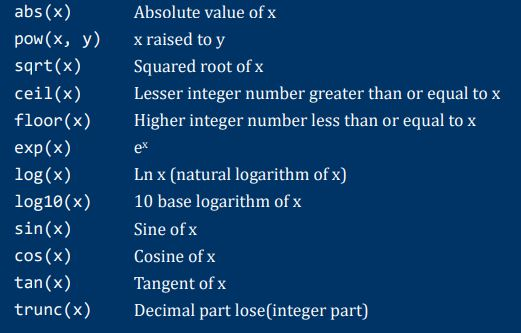 abs(x) Absolute value of x
pow(x, y) x raised to y
sqrt(x) Squared root of x
ceil(x) Lesser integer number greater than or equal to x
floor(x) Higher integer number less than or equal to x
exp(x) eˣ
log(x) Ln x (natural logarithm of x)
log10(x) 10 base logarithm of x
sin(x) Sine of x
cos(x) Cosine of x
tan(x) Tangent of x
trunc(x) Decimal part lose(integer part)